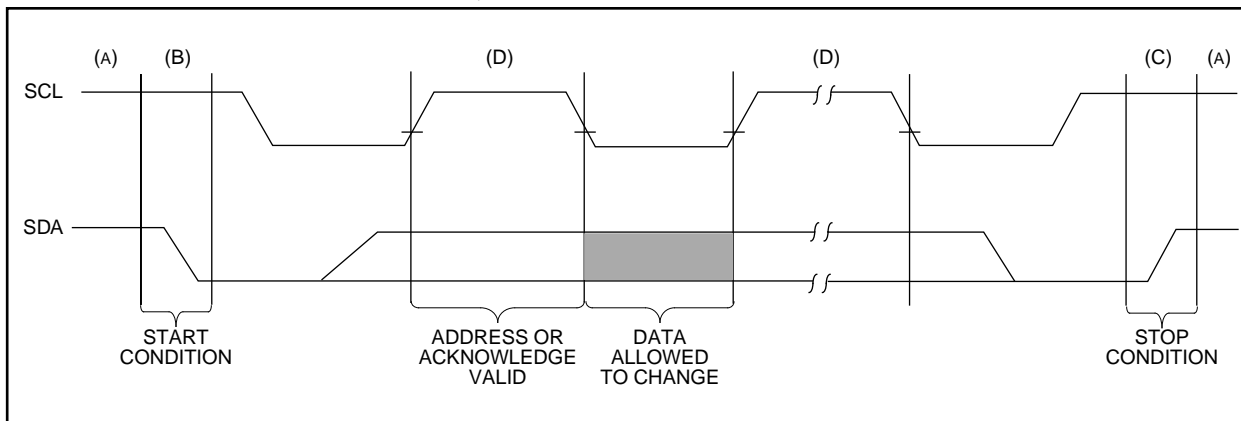 (A) (B) (D) (D) (C) (A)
SCL
SDA
START
CONDITION
ADDRESS OR
ACKNOWLEDGE
VALID
DATA
ALLOWED
TO CHANGE
STOP
CONDITION